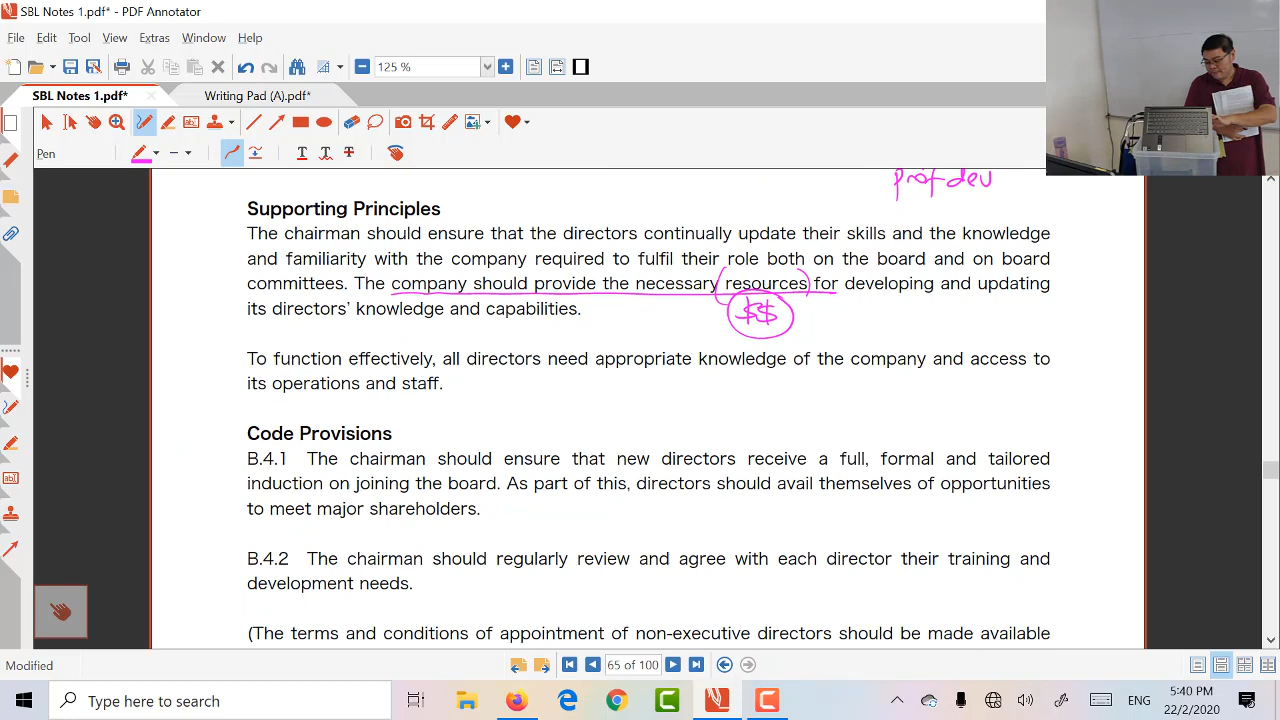 SBL Notes 1.pdf* - PDF Annotator
File Edit Tool View Extras Window Help
125 %
SBL Notes 1.pdf* Writing Pad (A).pdf*
Pen
prof dev
Supporting Principles
The chairman should ensure that the directors continually update their skills and the knowledge
and familiarity with the company required to fulfil their role both on the board and on board
committees. The company should provide the necessary resources for developing and updating
its directors' knowledge and capabilities.
$$
To function effectively, all directors need appropriate knowledge of the company and access to
its operations and staff.
Code Provisions
B.4.1 The chairman should ensure that new directors receive a full, formal and tailored
induction on joining the board. As part of this, directors should avail themselves of opportunities
to meet major shareholders.
B.4.2 The chairman should regularly review and agree with each director their training and
development needs.
(The terms and conditions of appointment of non-executive directors should be made available
Modified 65 of 100
Type here to search
ENG 5:40 PM
22/2/2020